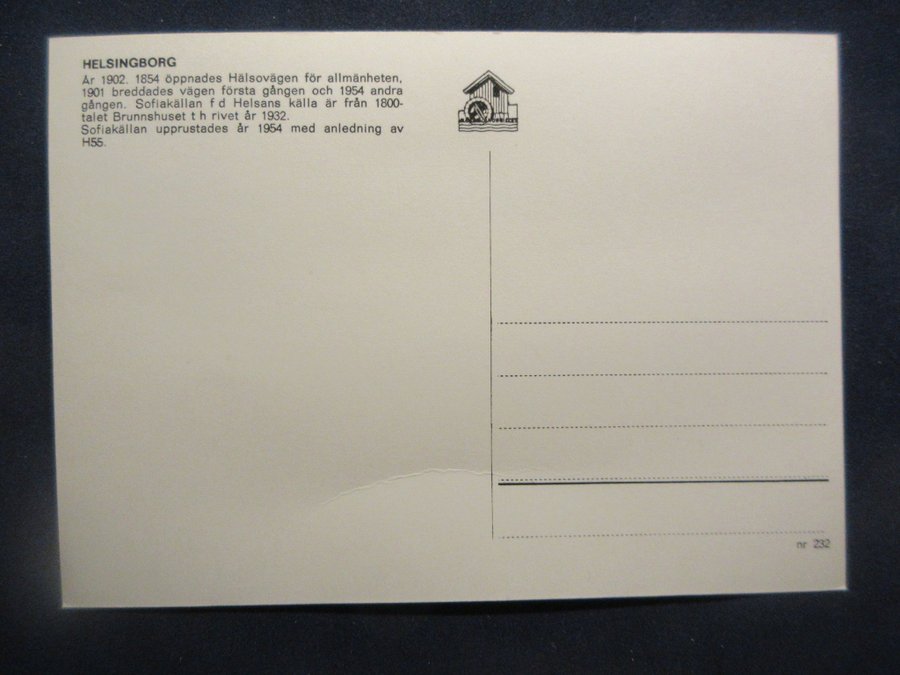 HELSINGBORG
År 1902. 1854 öppnades Hälsovägen för allmänheten,
1901 breddades vägen första gången och 1954 andra
gången. Sofiakällan f d Helsans källa är från 1800-
talet Brunnshuset t h rivet år 1932.
Sofiakällan upprustades år 1954 med anledning av
H55.
nr 232